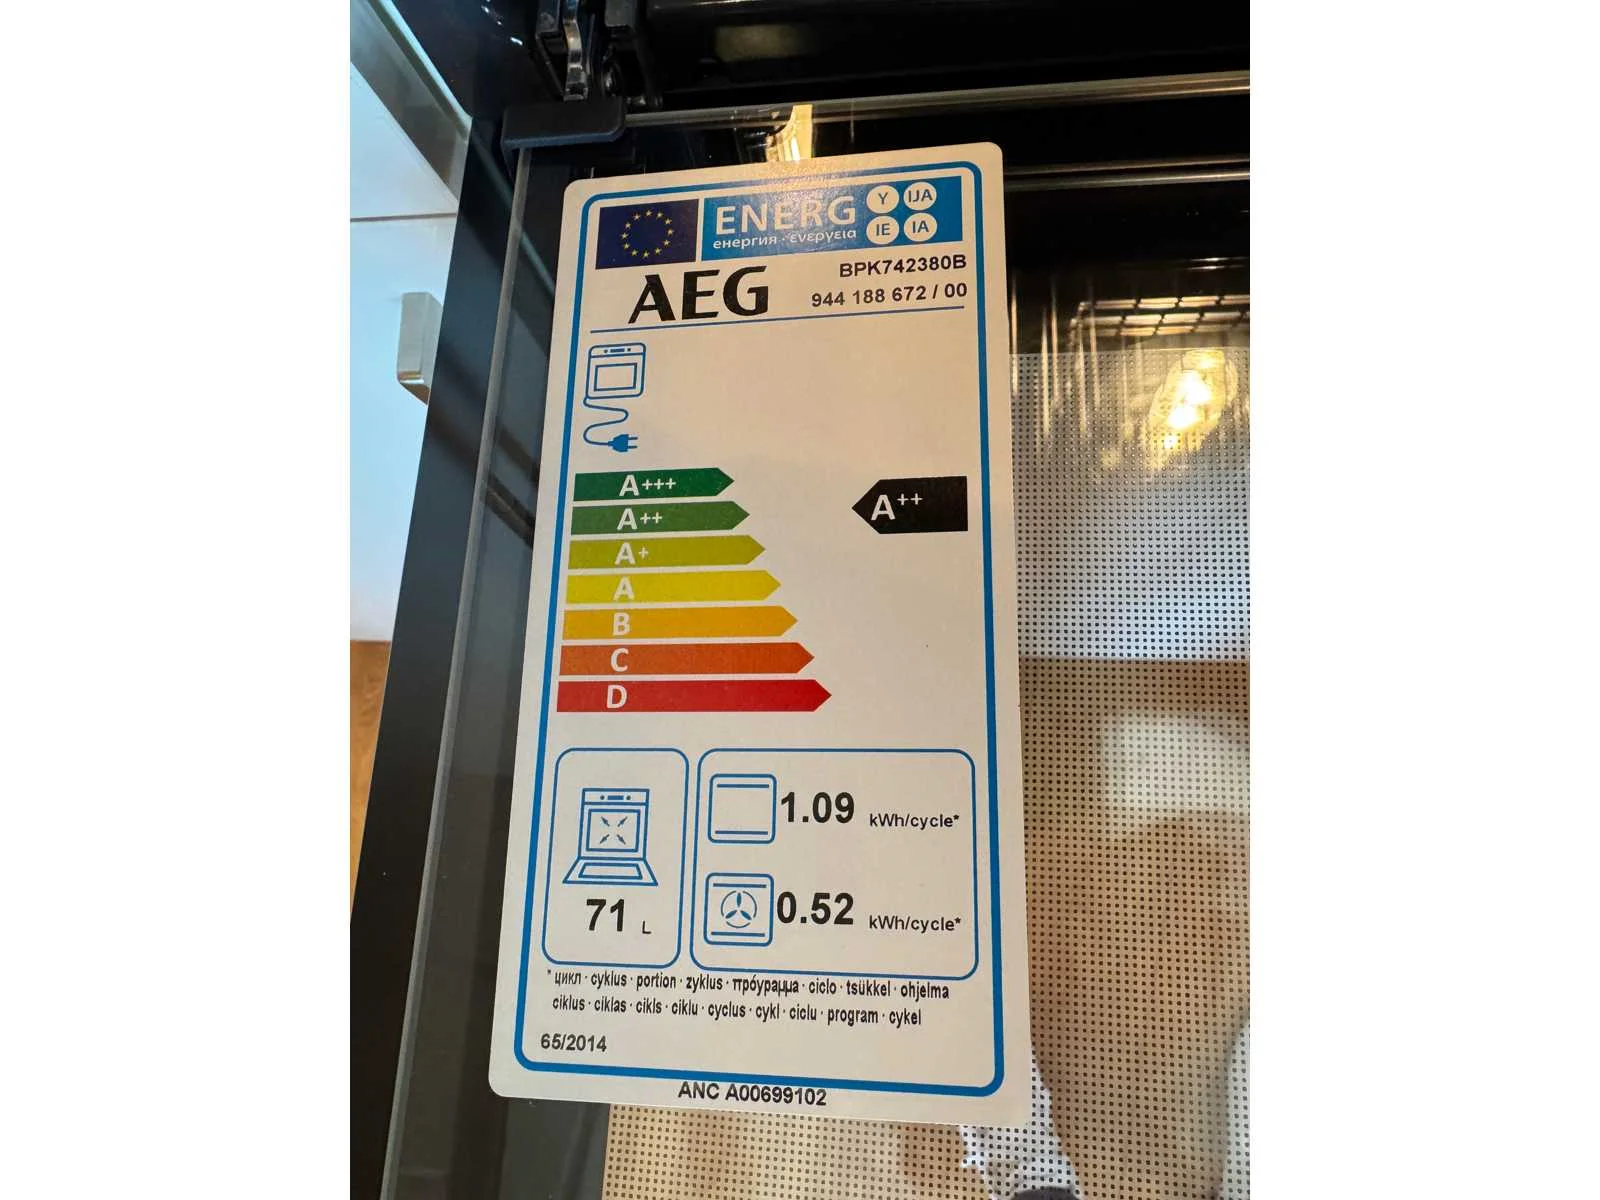 ENERG Y IJA
енергия · ενεργεια IE IA
AEG
BPK742380B
944 188 672 / 00
A+++
A++
A++
A+
A
B
C
D
1.09 kWh/cycle*
0.52 kWh/cycle*
71 L
* цикл · cyklus · portion · zyklus · πρόγραμμα · ciclo · tsükkel · ohjelma
ciklus · ciklas · cikls · ciklu · cyclus · cykl · ciclu · program · cykel
65/2014
ANC A00699102